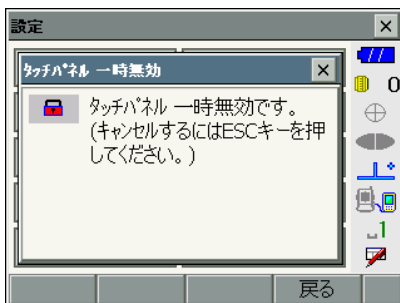 設定
ﾀｯﾁﾊﾟﾈﾙ 一時無効
タッチパネル 一時無効です。
(キャンセルするにはESCキーを押
してください。)
0
1
戻る